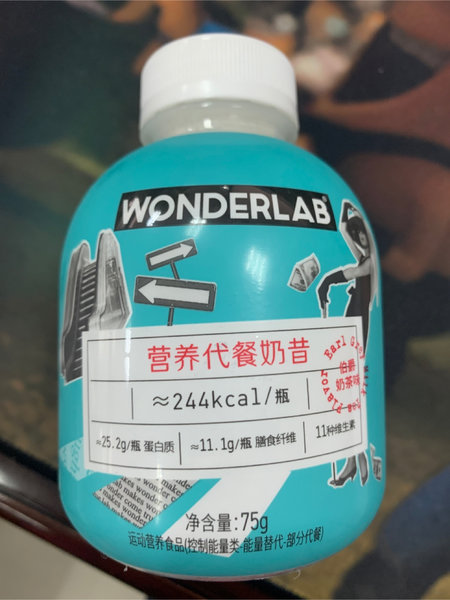 WONDERLAB®
营养代餐奶昔
≈244kcal/瓶
伯爵
奶茶味
Earl
Flavor
≈25.2g/瓶 蛋白质
≈11.1g/瓶 膳食纤维
11种维生素
净含量:75g
运动营养食品(控制能量类-能量替代-部分代餐)